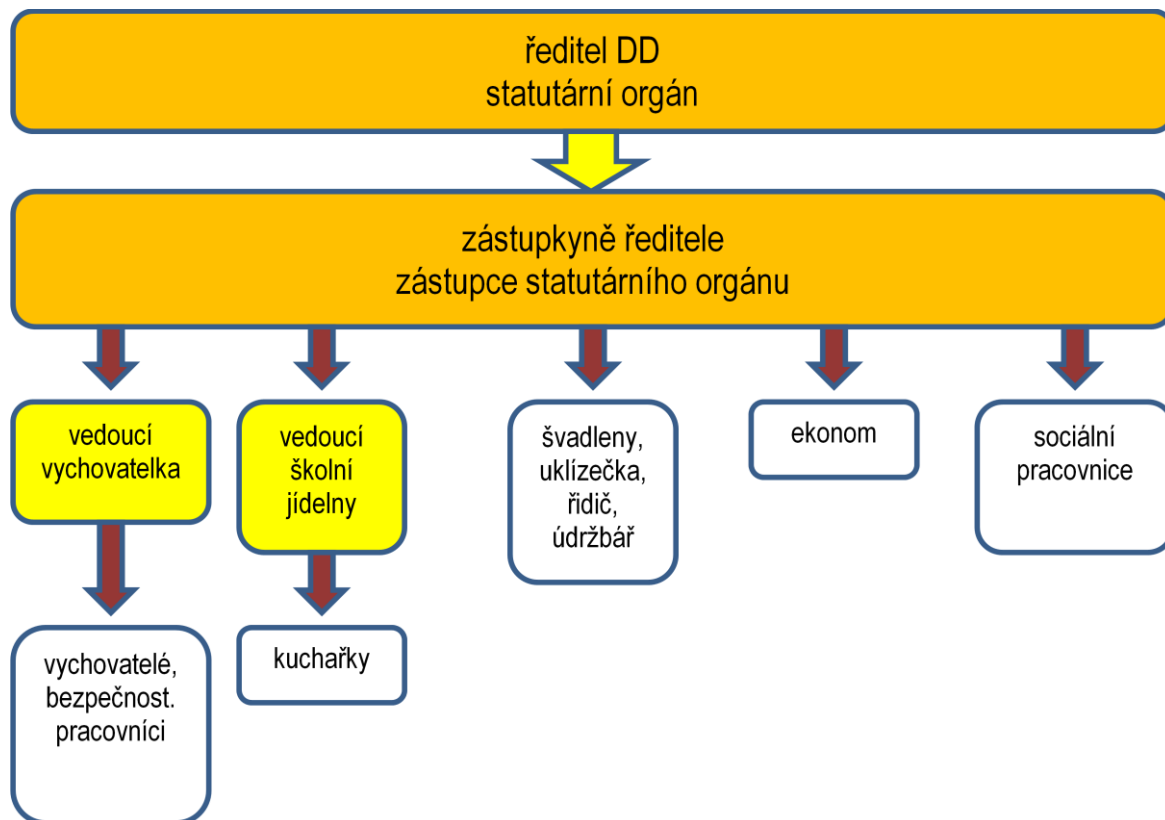 ředitel DD
statutární orgán
zástupkyně ředitele
zástupce statutárního orgánu
vedoucí
vychovatelka
vedoucí
školní
jídelny
švadleny,
uklízečka,
řidič,
údržbář
ekonom
sociální
pracovnice
vychovatelé,
bezpečnost.
pracovníci
kuchařky